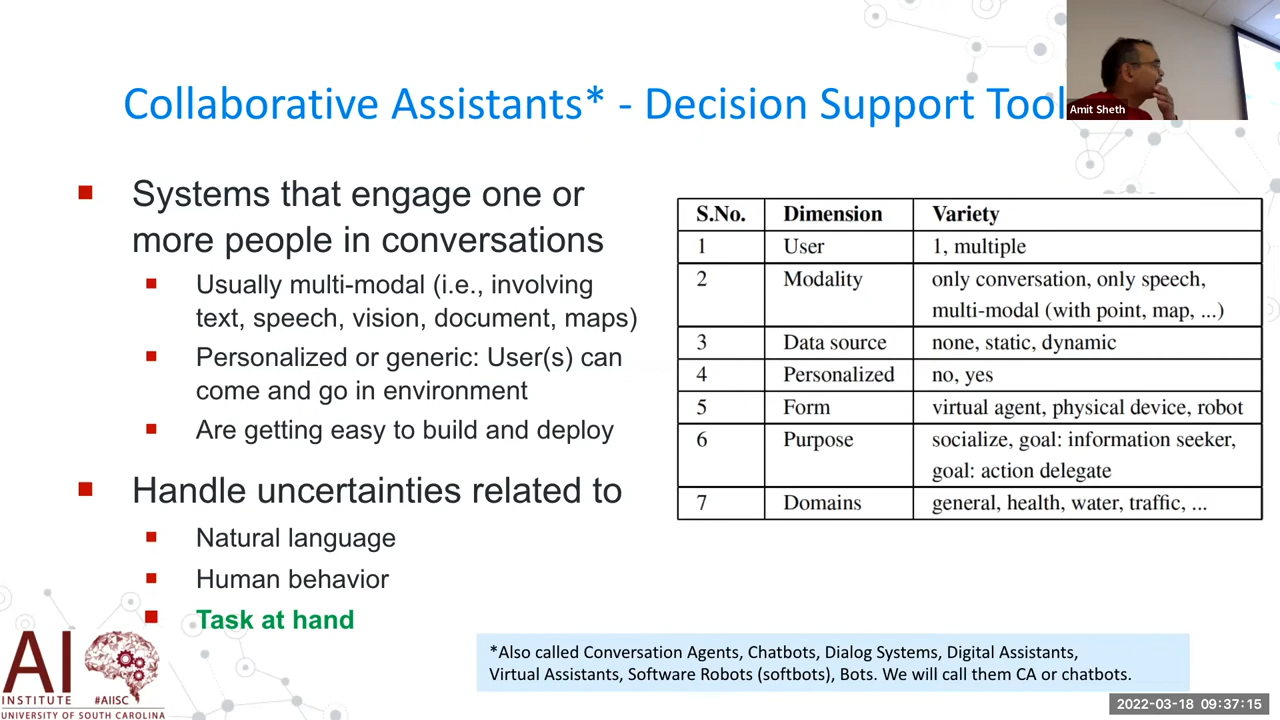 Collaborative Assistants* - Decision Support Tool
Amit Sheth
Systems that engage one or
more people in conversations
Usually multi-modal (i.e., involving
text, speech, vision, document, maps)
Personalized or generic: User(s) can
come and go in environment
Are getting easy to build and deploy
Handle uncertainties related to
Natural language
Human behavior
Task at hand
S.No. Dimension Variety
1 User 1, multiple
2 Modality only conversation, only speech,
multi-modal (with point, map, ...)
3 Data source none, static, dynamic
4 Personalized no, yes
5 Form virtual agent, physical device, robot
6 Purpose socialize, goal: information seeker,
goal: action delegate
7 Domains general, health, water, traffic, ...
*Also called Conversation Agents, Chatbots, Dialog Systems, Digital Assistants,
Virtual Assistants, Software Robots (softbots), Bots. We will call them CA or chatbots.
AI
INSTITUTE #AIISC
UNIVERSITY OF SOUTH CAROLINA
2022-03-18 09:37:15